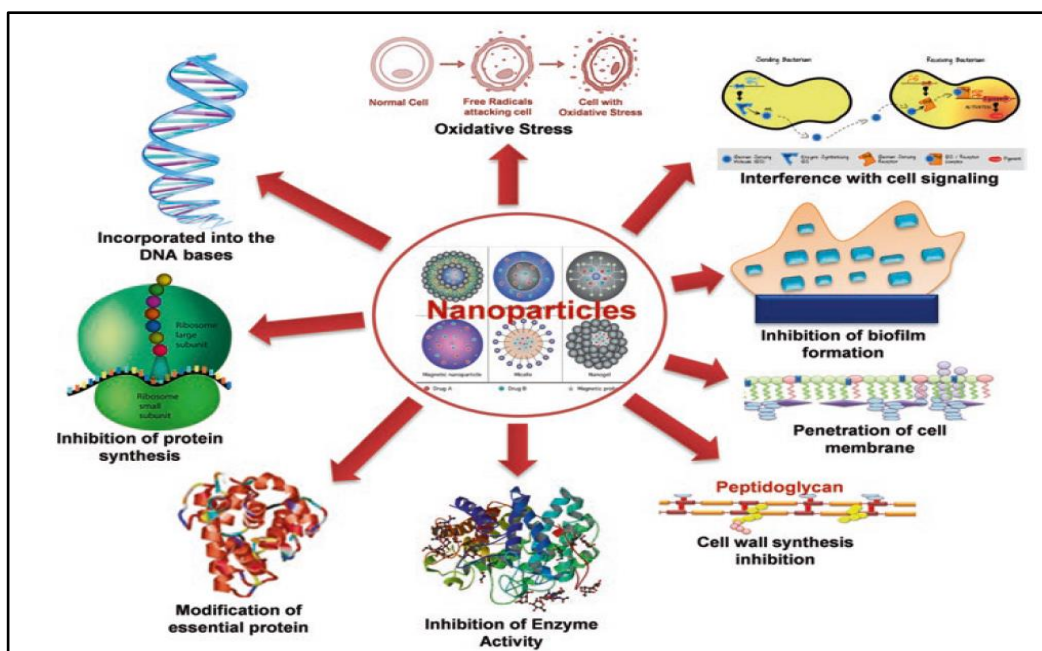 Normal Cell
Free Radicals
attacking cell
Cell with
Oxidative Stress
Oxidative Stress
Sending Bacterium
Receiving Bacterium
Interference with cell signaling
Incorporated into the
DNA bases
Nanoparticles
Magnetic nanoparticle
Micelle
Nanogel
Drug A
Drug B
Inhibition of biofilm
formation
Ribosome
large
subunit
Ribosome
small
subunit
Inhibition of protein
synthesis
Penetration of cell
membrane
Peptidoglycan
Cell wall synthesis
inhibition
Modification of
essential protein
Inhibition of Enzyme
Activity